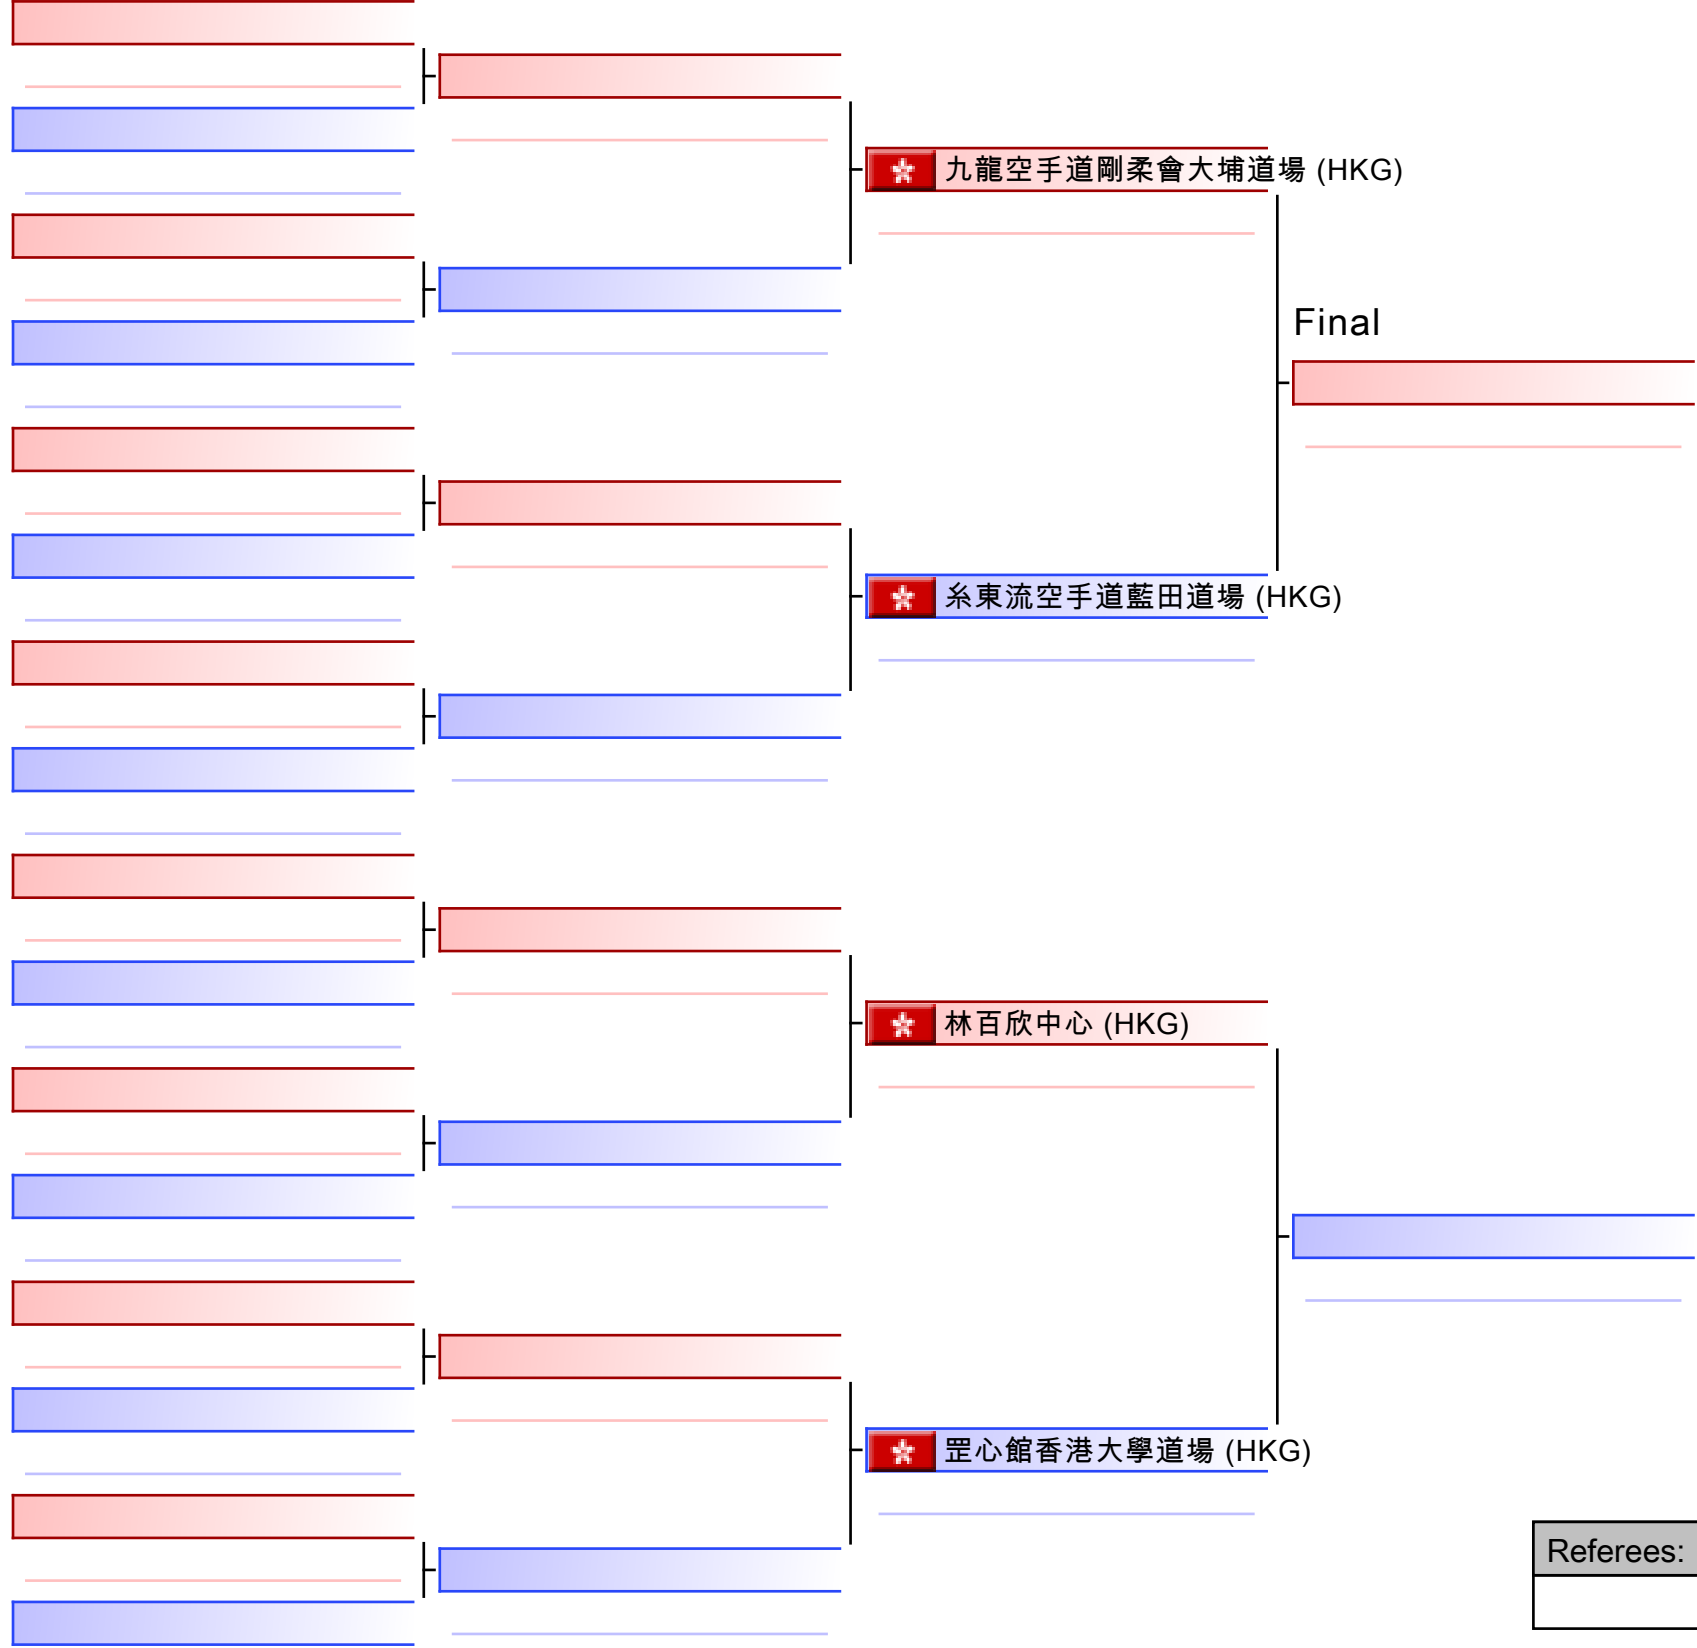 九龍空手道剛柔會大埔道場 (HKG)
Final
糸東流空手道藍田道場 (HKG)
林百欣中心 (HKG)
罡心館香港大學道場 (HKG)
Referees: